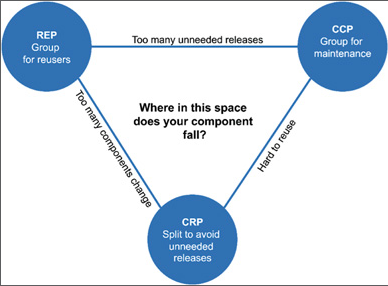 REP
Group
for reusers
Too many unneeded releases
CCP
Group for
maintenance
Too many components change
Where in this space
does your component
fall?
Hard to reuse
CRP
Split to avoid
unneeded
releases